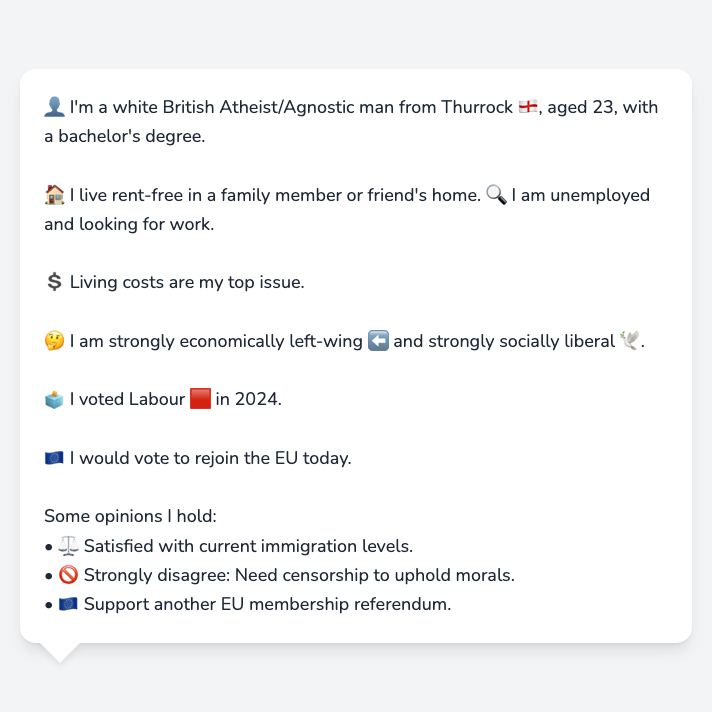 👤 I'm a white British Atheist/Agnostic man from Thurrock 🏴󠁧󠁢󠁥󠁮󠁧󠁿, aged 23, with
a bachelor's degree.
🏠 I live rent-free in a family member or friend's home. 🔍 I am unemployed
and looking for work.
💲 Living costs are my top issue.
🤔 I am strongly economically left-wing ⬅️ and strongly socially liberal 🕊️.
🗳️ I voted Labour 🟥 in 2024.
🇪🇺 I would vote to rejoin the EU today.
Some opinions I hold:
• ⚖️ Satisfied with current immigration levels.
• 🚫 Strongly disagree: Need censorship to uphold morals.
• 🇪🇺 Support another EU membership referendum.